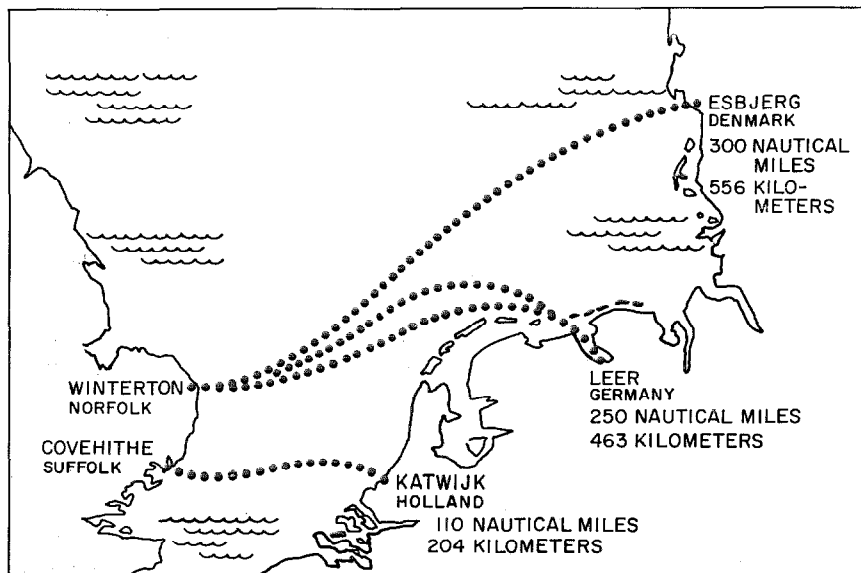 ESBJERG
DENMARK
300 NAUTICAL
MILES
556 KILO-
METERS
WINTERTON
NORFOLK
LEER
GERMANY
250 NAUTICAL MILES
463 KILOMETERS
COVEHITHE
SUFFOLK
KATWIJK
HOLLAND
110 NAUTICAL MILES
204 KILOMETERS